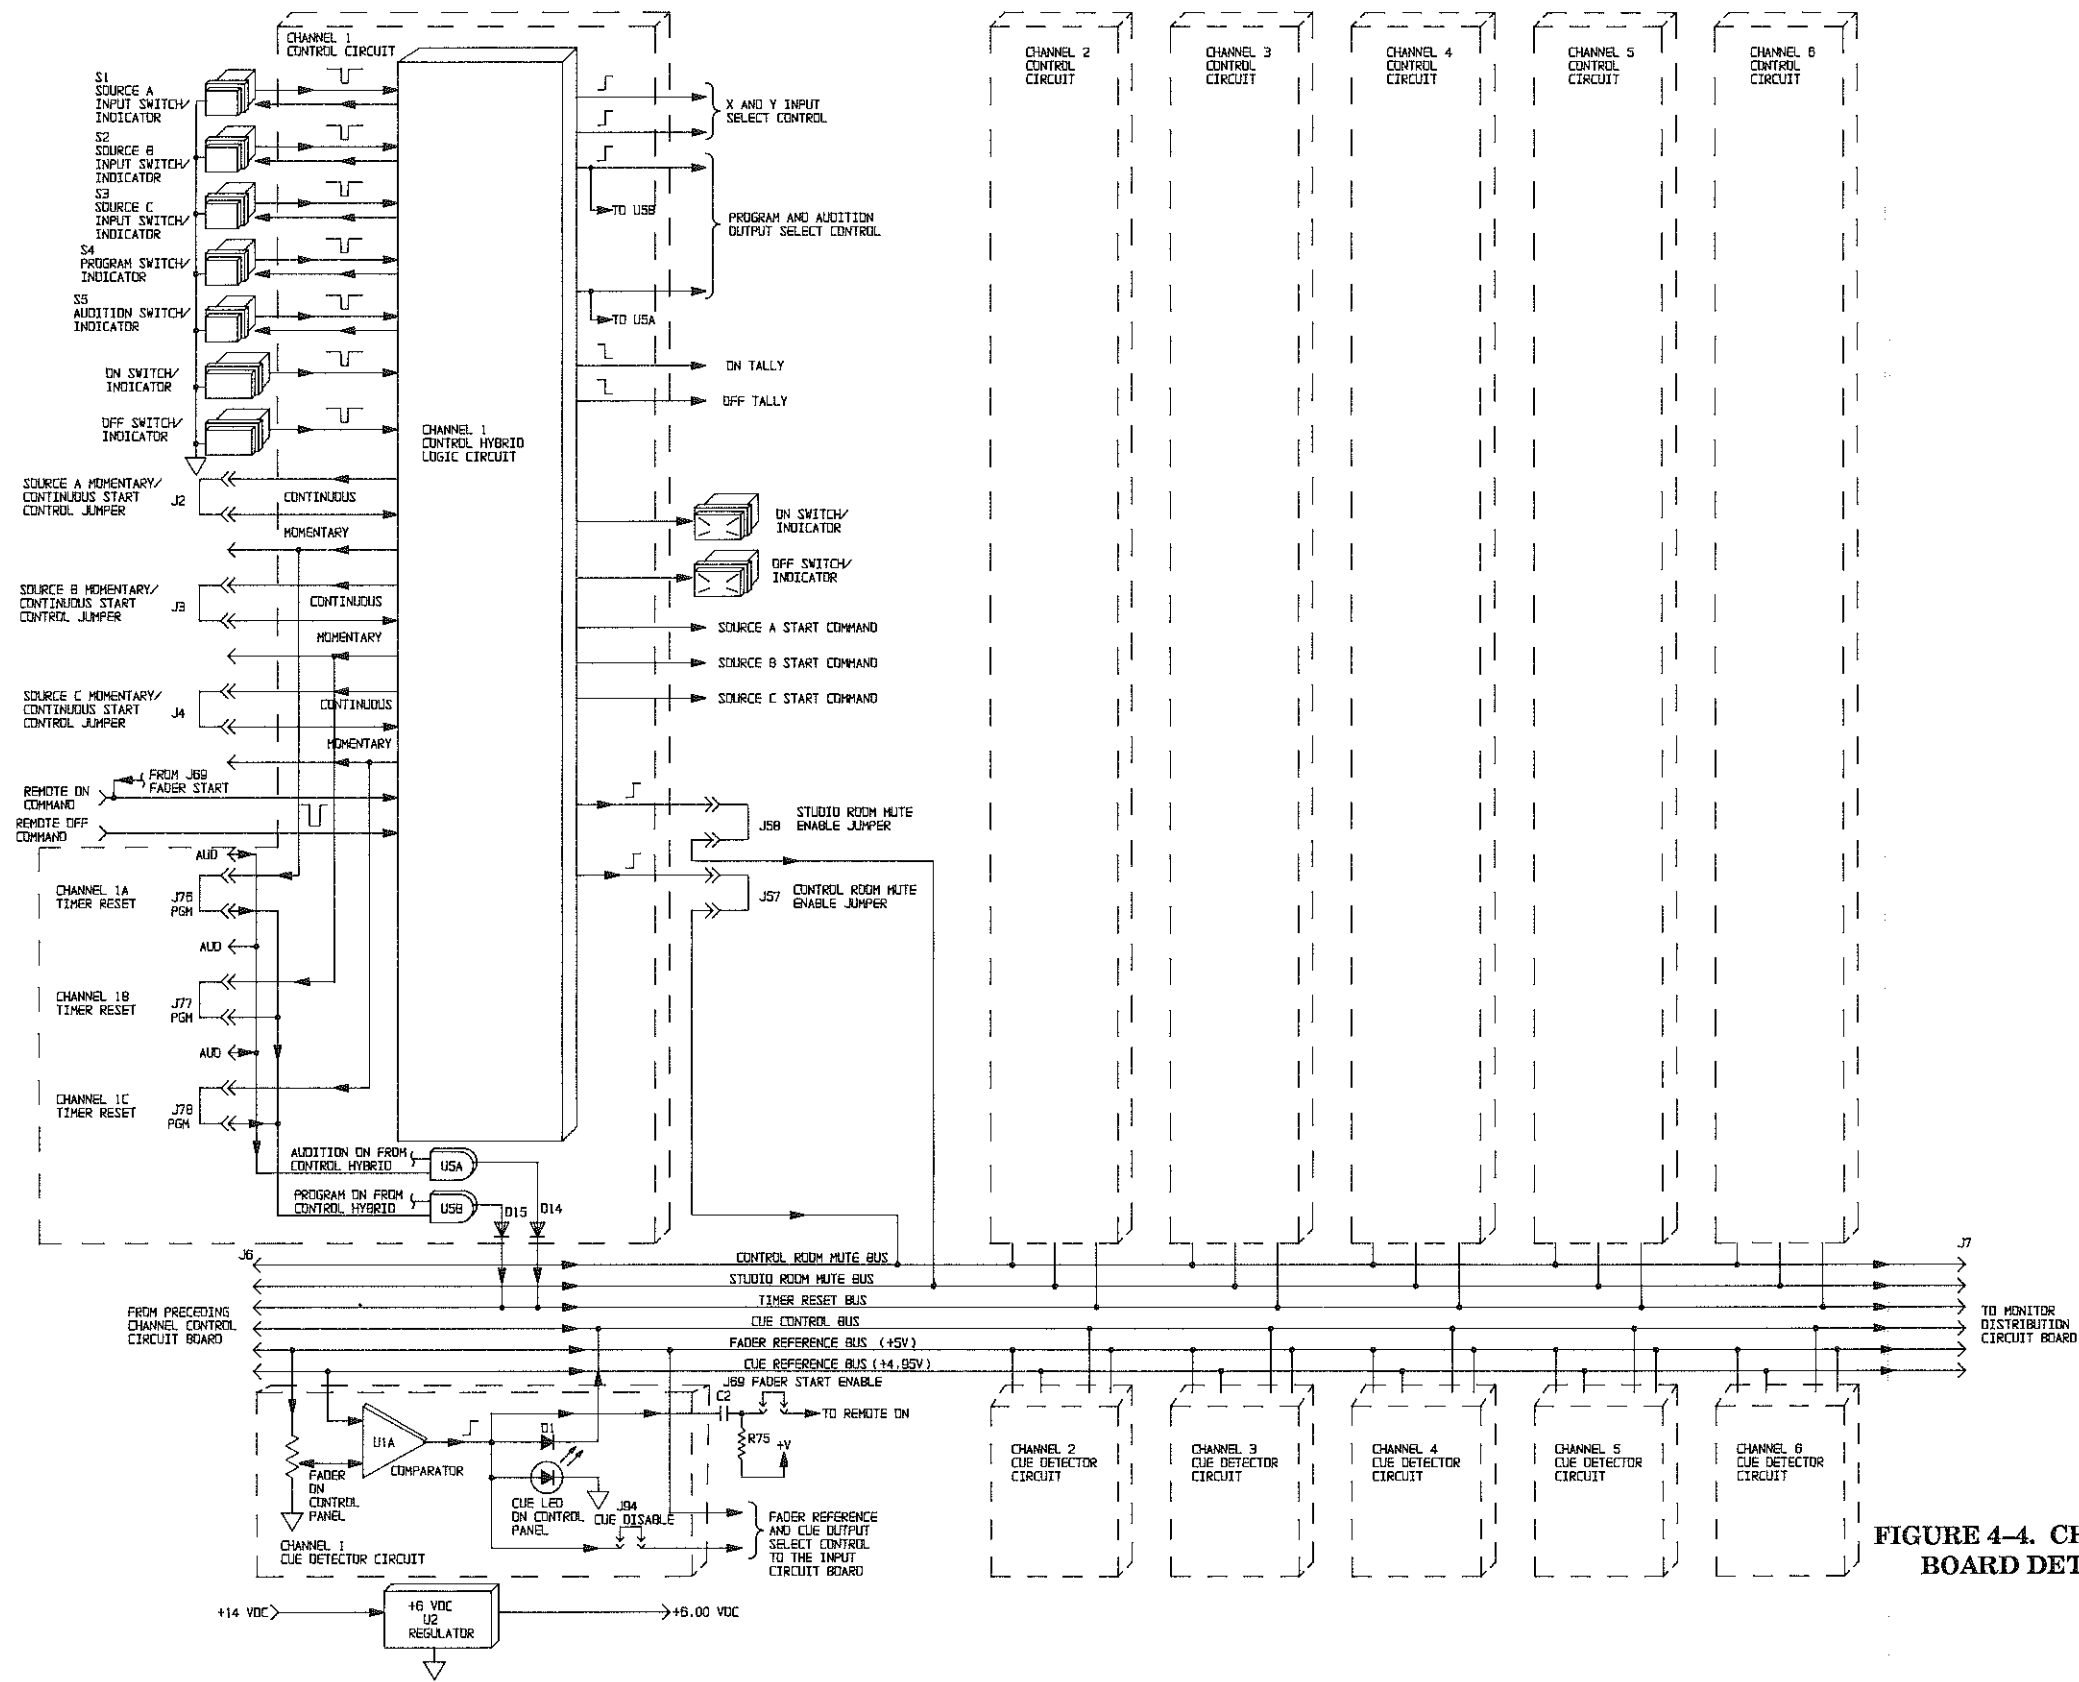 CHANNEL 1
CONTROL CIRCUIT
S1
SOURCE A
INPUT SWITCH/
INDICATOR
S2
SOURCE B
INPUT SWITCH/
INDICATOR
S3
SOURCE C
INPUT SWITCH/
INDICATOR
S4
PROGRAM SWITCH/
INDICATOR
S5
AUDITION SWITCH/
INDICATOR
ON SWITCH/
INDICATOR
OFF SWITCH/
INDICATOR
CHANNEL 1
CONTROL HYBRID
LOGIC CIRCUIT
X AND Y INPUT
SELECT CONTROL
TO U5B
PROGRAM AND AUDITION
OUTPUT SELECT CONTROL
TO U5A
ON TALLY
OFF TALLY
ON SWITCH/
INDICATOR
OFF SWITCH/
INDICATOR
SOURCE A START COMMAND
SOURCE B START COMMAND
SOURCE C START COMMAND
SOURCE A MOMENTARY/
CONTINUOUS START
CONTROL JUMPER
J2
CONTINUOUS
MOMENTARY
SOURCE B MOMENTARY/
CONTINUOUS START
CONTROL JUMPER
J3
CONTINUOUS
MOMENTARY
SOURCE C MOMENTARY/
CONTINUOUS START
CONTROL JUMPER
J4
CONTINUOUS
MOMENTARY
FROM J69
FADER START
REMOTE ON
COMMAND
REMOTE OFF
COMMAND
J58
STUDIO ROOM MUTE
ENABLE JUMPER
J57
CONTROL ROOM MUTE
ENABLE JUMPER
AUD
CHANNEL 1A
TIMER RESET
J76
PGM
AUD
CHANNEL 1B
TIMER RESET
J77
PGM
AUD
CHANNEL 1C
TIMER RESET
J78
PGM
AUDITION ON FROM
CONTROL HYBRID
U5A
PROGRAM ON FROM
CONTROL HYBRID
U5B
D15
D14
CHANNEL 2
CONTROL
CIRCUIT
CHANNEL 3
CONTROL
CIRCUIT
CHANNEL 4
CONTROL
CIRCUIT
CHANNEL 5
CONTROL
CIRCUIT
CHANNEL 6
CONTROL
CIRCUIT
J6
J7
CONTROL ROOM MUTE BUS
STUDIO ROOM MUTE BUS
TIMER RESET BUS
CUE CONTROL BUS
FADER REFERENCE BUS (+5V)
CUE REFERENCE BUS (+4.95V)
FROM PRECEDING
CHANNEL CONTROL
CIRCUIT BOARD
TO MONITOR
DISTRIBUTION
CIRCUIT BOARD
J69 FADER START ENABLE
C2
TO REMOTE ON
R75
+V
U1A
COMPARATOR
D1
FADER
ON
CONTROL
PANEL
CUE LED
ON CONTROL
PANEL
J94
CUE DISABLE
FADER REFERENCE
AND CUE OUTPUT
SELECT CONTROL
TO THE INPUT
CIRCUIT BOARD
CHANNEL 1
CUE DETECTOR CIRCUIT
CHANNEL 2
CUE DETECTOR
CIRCUIT
CHANNEL 3
CUE DETECTOR
CIRCUIT
CHANNEL 4
CUE DETECTOR
CIRCUIT
CHANNEL 5
CUE DETECTOR
CIRCUIT
CHANNEL 6
CUE DETECTOR
CIRCUIT
+14 VDC
+6 VDC
U2
REGULATOR
+6.00 VDC
FIGURE 4–4. CH
BOARD DET